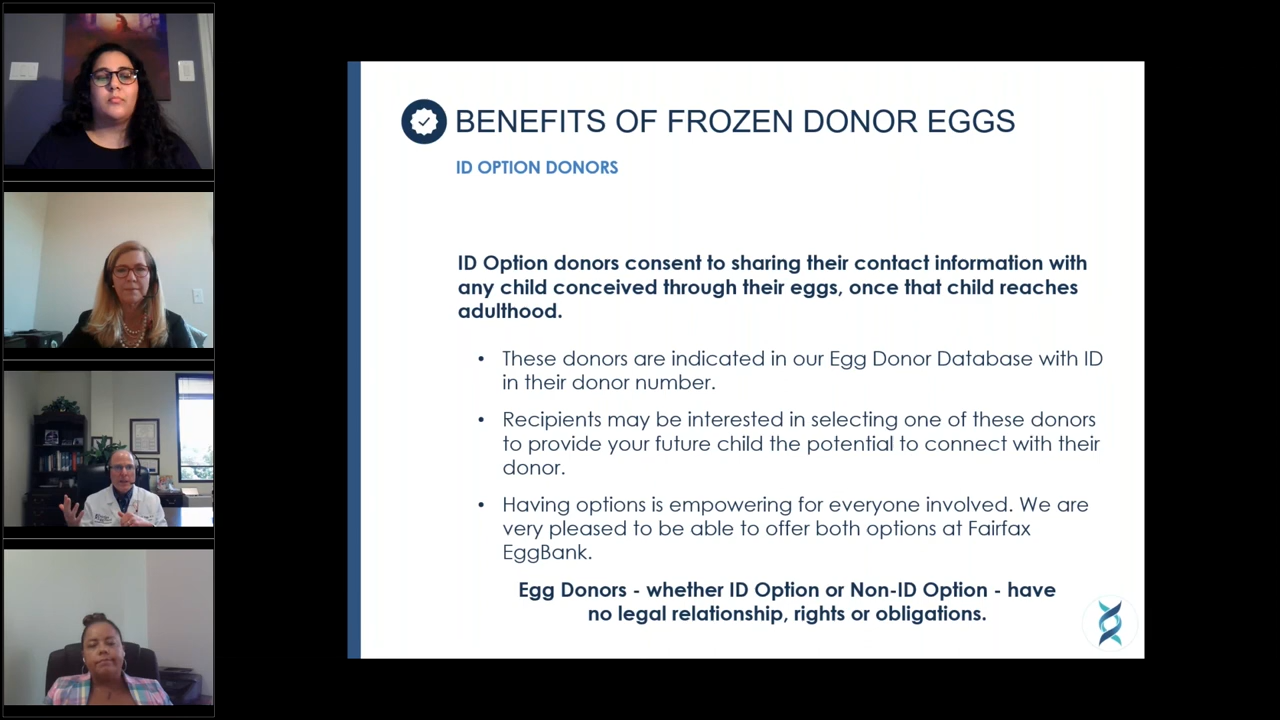 BENEFITS OF FROZEN DONOR EGGS
ID OPTION DONORS
ID Option donors consent to sharing their contact information with
any child conceived through their eggs, once that child reaches
adulthood.
• These donors are indicated in our Egg Donor Database with ID
in their donor number.
• Recipients may be interested in selecting one of these donors
to provide your future child the potential to connect with their
donor.
• Having options is empowering for everyone involved. We are
very pleased to be able to offer both options at Fairfax
EggBank.
Egg Donors - whether ID Option or Non-ID Option - have
no legal relationship, rights or obligations.